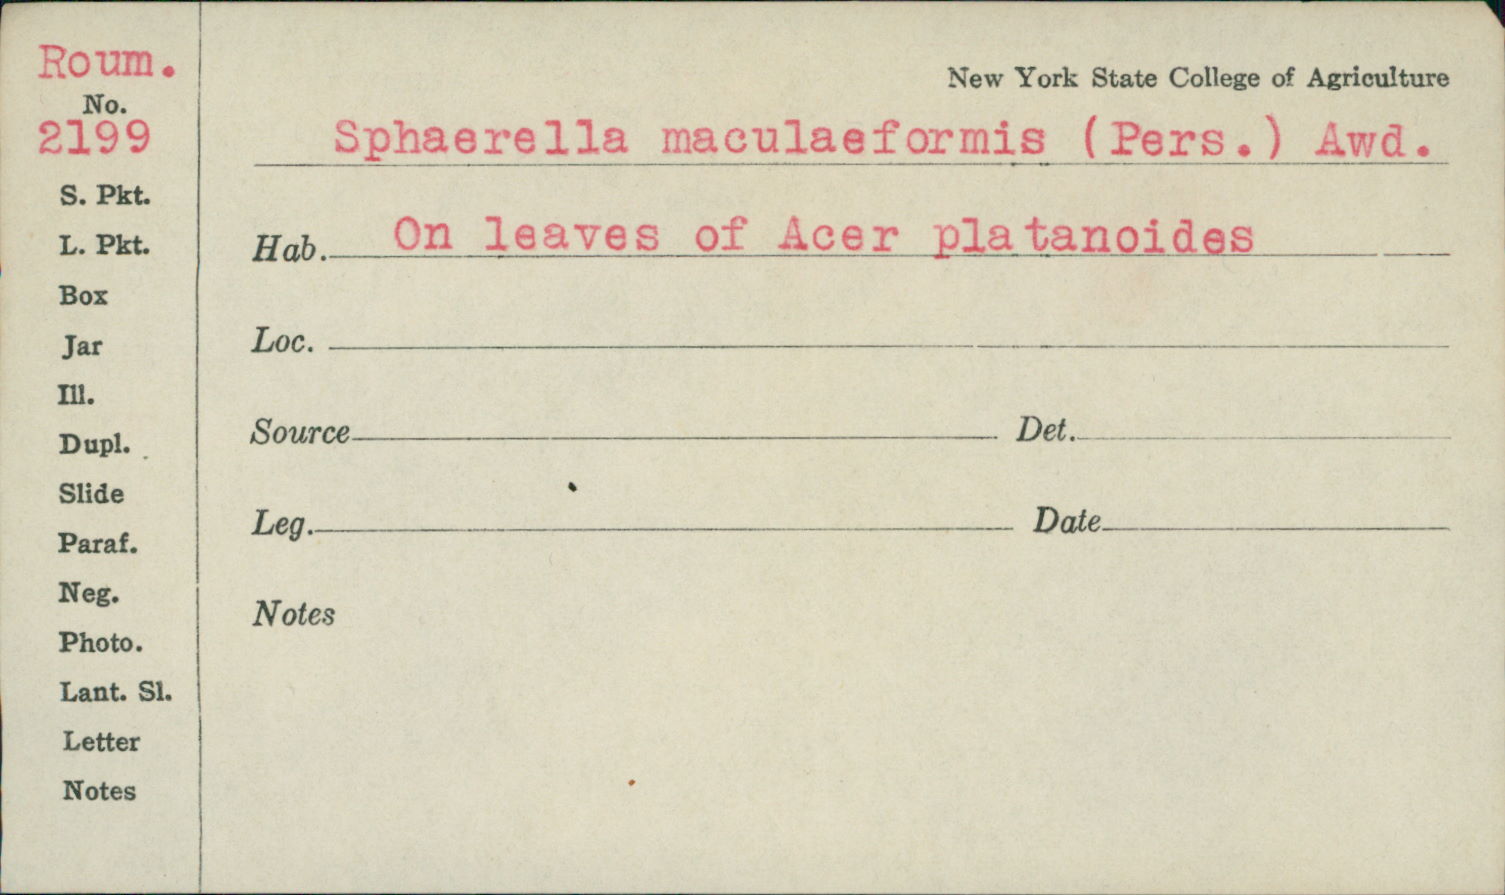 Roum.
No.
2199
S. Pkt.
L. Pkt.
Box
Jar
Ill.
Dupl.
Slide
Paraf.
Neg.
Photo.
Lant. Sl.
Letter
Notes
New York State College of Agriculture
Sphaerella maculaeformis (Pers.) Awd.
Hab. On leaves of Acer platanoides
Loc.
Source Det.
Leg. Date
Notes